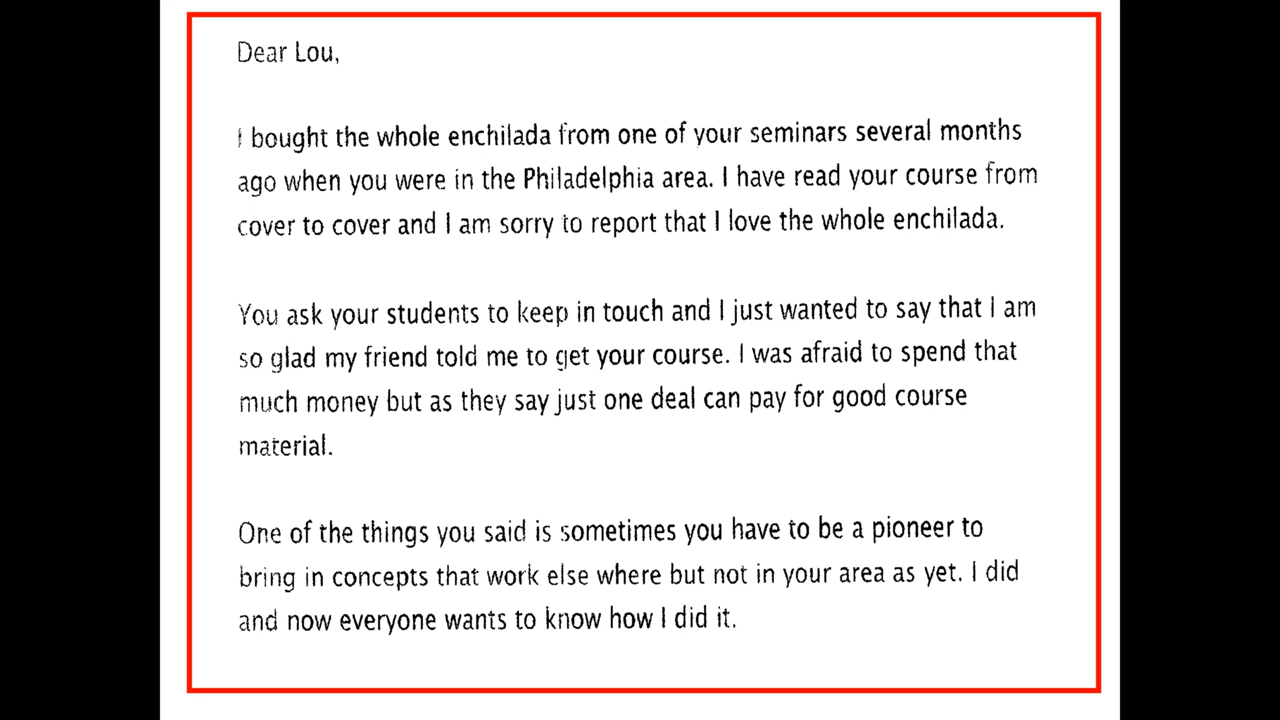 Dear Lou,
I bought the whole enchilada from one of your seminars several months
ago when you were in the Philadelphia area. I have read your course from
cover to cover and I am sorry to report that I love the whole enchilada.
You ask your students to keep in touch and I just wanted to say that I am
so glad my friend told me to get your course. I was afraid to spend that
much money but as they say just one deal can pay for good course
material.
One of the things you said is sometimes you have to be a pioneer to
bring in concepts that work else where but not in your area as yet. I did
and now everyone wants to know how I did it.